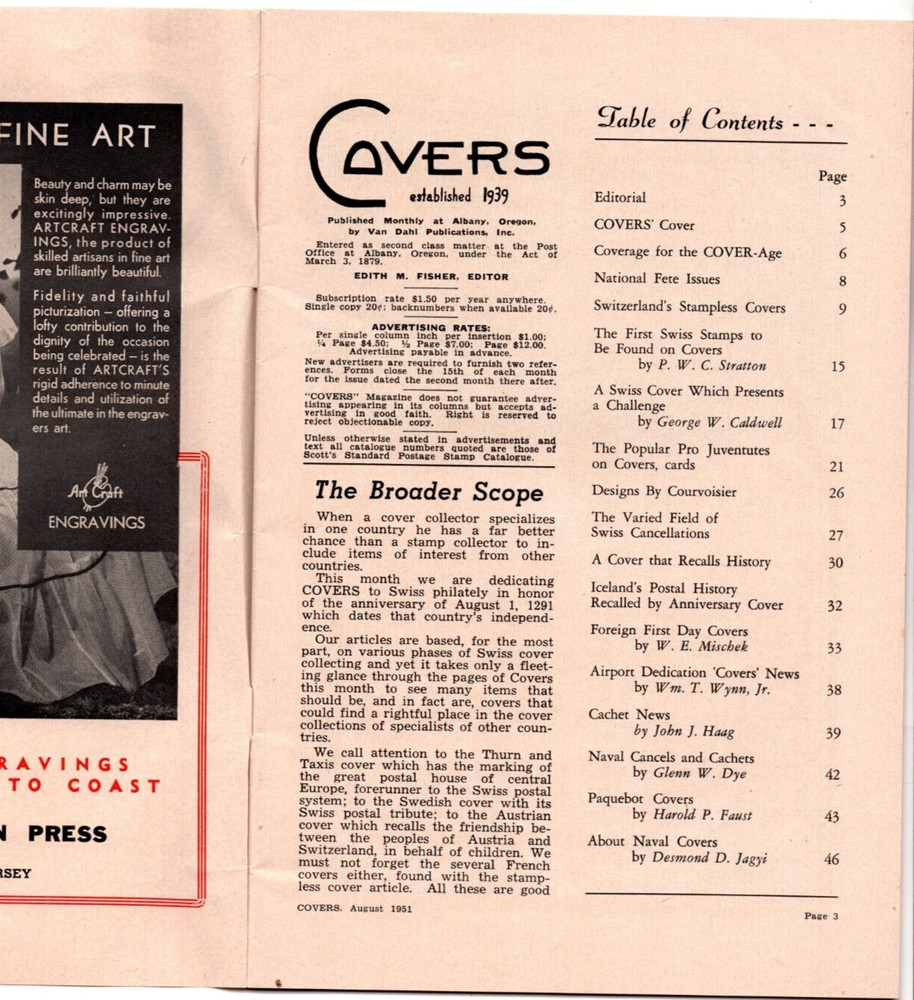 FINE ART
Beauty and charm may be
skin deep, but they are
excitingly impressive.
ARTCRAFT ENGRAV-
INGS, the product of
skilled artisans in fine art
are brilliantly beautiful.
Fidelity and faithful
picturization — offering a
lofty contribution to the
dignity of the occasion
being celebrated — is the
result of ARTCRAFT'S
rigid adherence to minute
details and utilization of
the ultimate in the engrav-
ers art.
Art Craft
ENGRAVINGS
RAVINGS
TO COAST
N PRESS
RSEY
COVERS
established 1939
Published Monthly at Albany, Oregon,
by Van Dahl Publications, Inc.
Entered as second class matter at the Post
Office at Albany, Oregon, under the Act of
March 3, 1879.
EDITH M. FISHER, EDITOR
Subscription rate $1.50 per year anywhere.
Single copy 20¢; backnumbers when available 20¢.
ADVERTISING RATES:
Per single column inch per insertion $1.00;
¼ Page $4.50; ½ Page $7.00; Page $12.00.
Advertising payable in advance.
New advertisers are required to furnish two refer-
ences. Forms close the 15th of each month
for the issue dated the second month there after.
"COVERS" Magazine does not guarantee adver-
tising appearing in its columns but accepts ad-
vertising in good faith. Right is reserved to
reject objectionable copy.
Unless otherwise stated in advertisements and
text all catalogue numbers quoted are those of
Scott's Standard Postage Stamp Catalogue.
The Broader Scope
When a cover collector specializes
in one country he has a far better
chance than a stamp collector to in-
clude items of interest from other
countries.
This month we are dedicating
COVERS to Swiss philately in honor
of the anniversary of August 1, 1291
which dates that country's independ-
ence.
Our articles are based, for the most
part, on various phases of Swiss cover
collecting and yet it takes only a fleet-
ing glance through the pages of Covers
this month to see many items that
should be, and in fact are, covers that
could find a rightful place in the cover
collections of specialists of other coun-
tries.
We call attention to the Thurn and
Taxis cover which has the marking of
the great postal house of central
Europe, forerunner to the Swiss postal
system; to the Swedish cover with its
Swiss postal tribute; to the Austrian
cover which recalls the friendship be-
tween the peoples of Austria and
Switzerland, in behalf of children. We
must not forget the several French
covers either, found with the stamp-
less cover article. All these are good
COVERS, August 1951
Table of Contents - - -
Page
Editorial 3
COVERS' Cover 5
Coverage for the COVER-Age 6
National Fete Issues 8
Switzerland's Stampless Covers 9
The First Swiss Stamps to
Be Found on Covers
by P. W. C. Stratton 15
A Swiss Cover Which Presents
a Challenge
by George W. Caldwell 17
The Popular Pro Juventutes
on Covers, cards 21
Designs By Courvoisier 26
The Varied Field of
Swiss Cancellations 27
A Cover that Recalls History 30
Iceland's Postal History
Recalled by Anniversary Cover 32
Foreign First Day Covers
by W. E. Mischek 33
Airport Dedication 'Covers' News
by Wm. T. Wynn, Jr. 38
Cachet News
by John J. Haag 39
Naval Cancels and Cachets
by Glenn W. Dye 42
Paquebot Covers
by Harold P. Faust 43
About Naval Covers
by Desmond D. Jagyi 46
Page 3